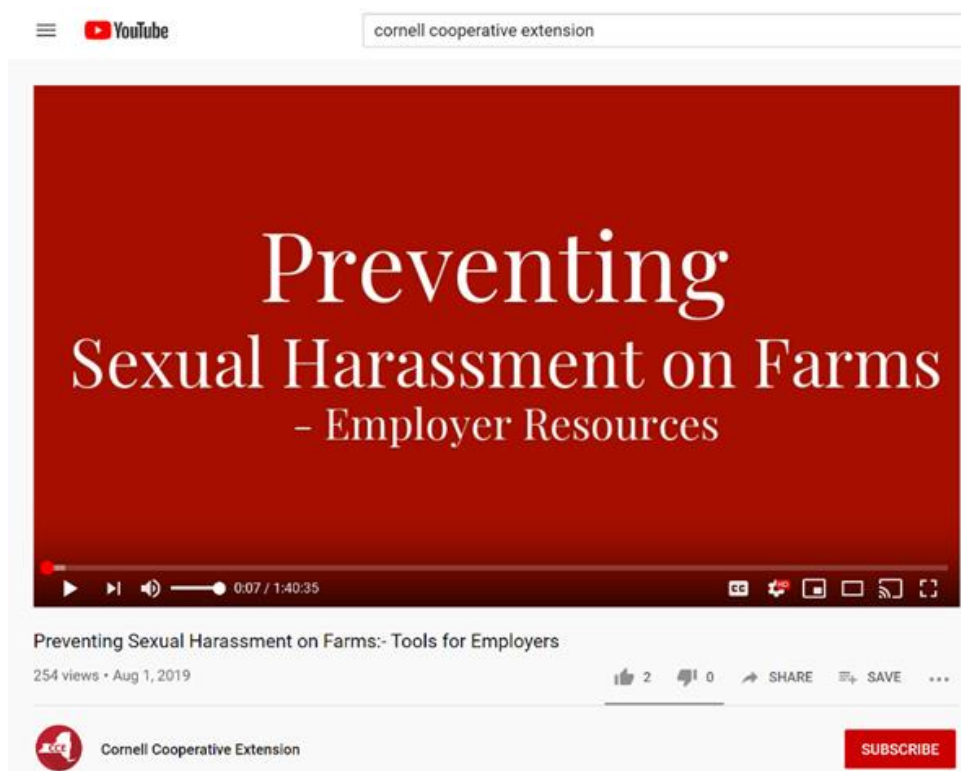 YouTube
cornell cooperative extension
Preventing
Sexual Harassment on Farms
- Employer Resources
0:07 / 1:40:35
CC
HD
Preventing Sexual Harassment on Farms:- Tools for Employers
254 views • Aug 1, 2019
2 0 SHARE SAVE
CCE
Cornell Cooperative Extension
SUBSCRIBE